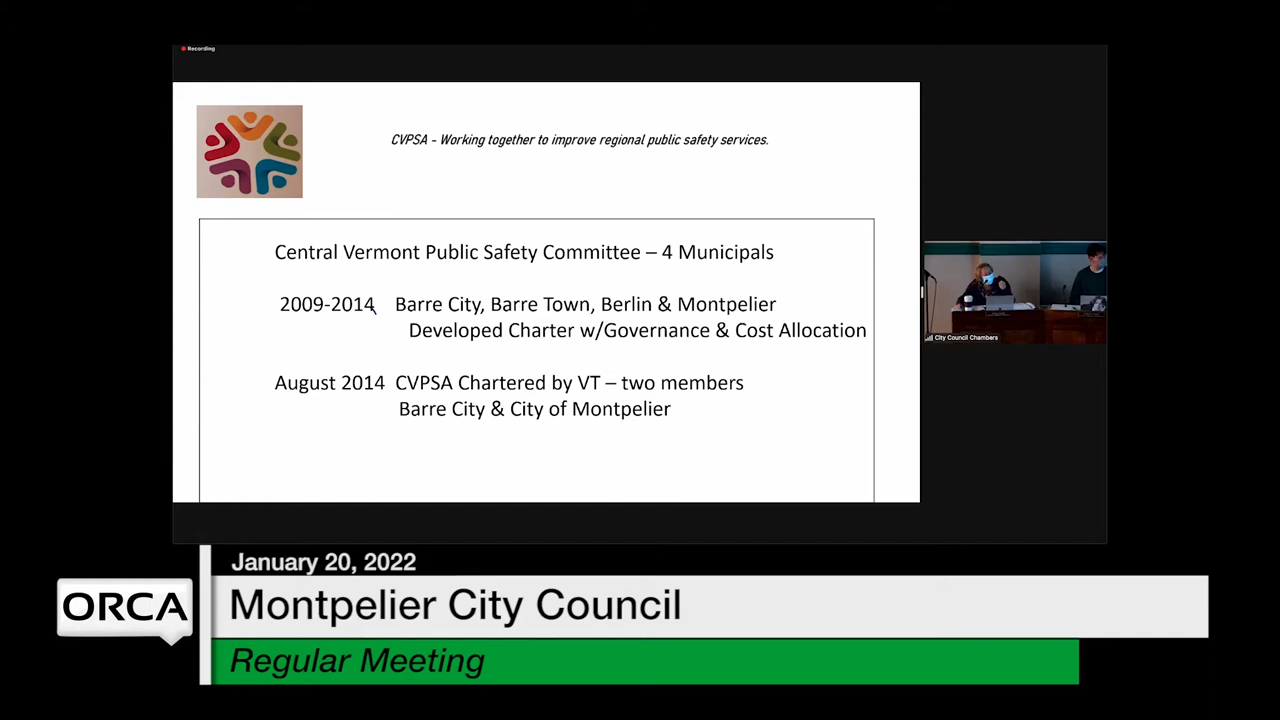 Recording
CVPSA - Working together to improve regional public safety services.
Central Vermont Public Safety Committee – 4 Municipals
2009-2014 Barre City, Barre Town, Berlin & Montpelier
Developed Charter w/Governance & Cost Allocation
August 2014 CVPSA Chartered by VT – two members
Barre City & City of Montpelier
City Council Chambers
January 20, 2022
ORCA
Montpelier City Council
Regular Meeting